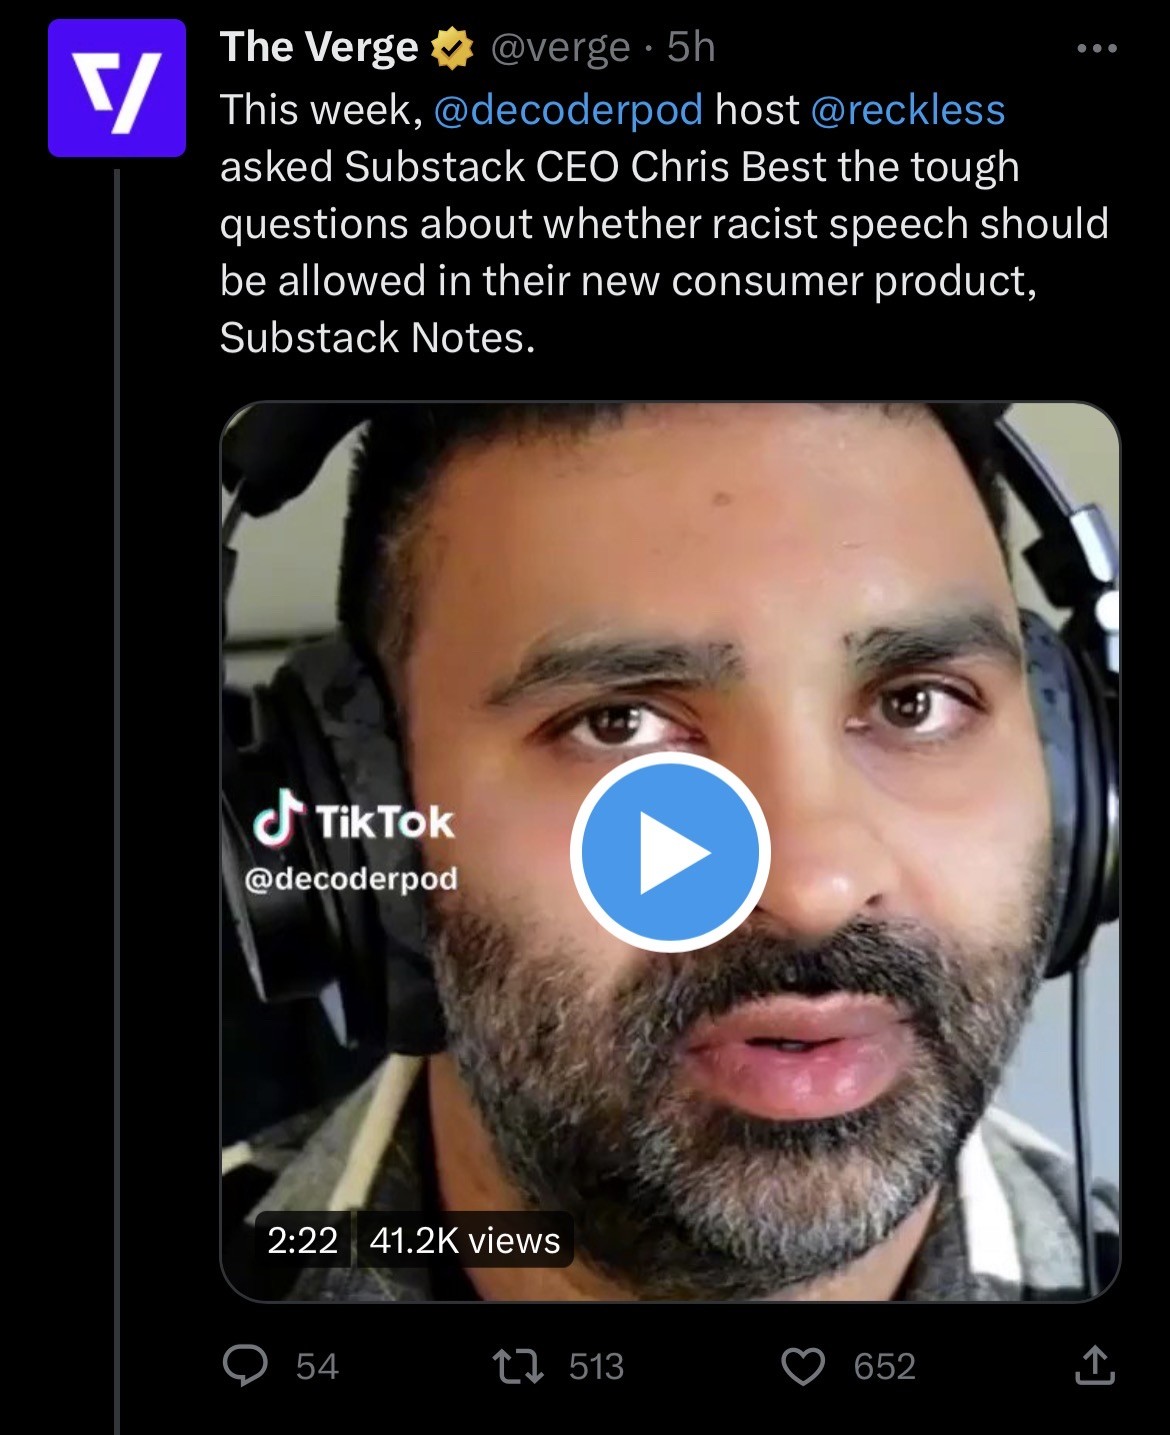 The Verge @verge · 5h
This week, @decoderpod host @reckless
asked Substack CEO Chris Best the tough
questions about whether racist speech should
be allowed in their new consumer product,
Substack Notes.
TikTok
@decoderpod
2:22 41.2K views
54 513 652